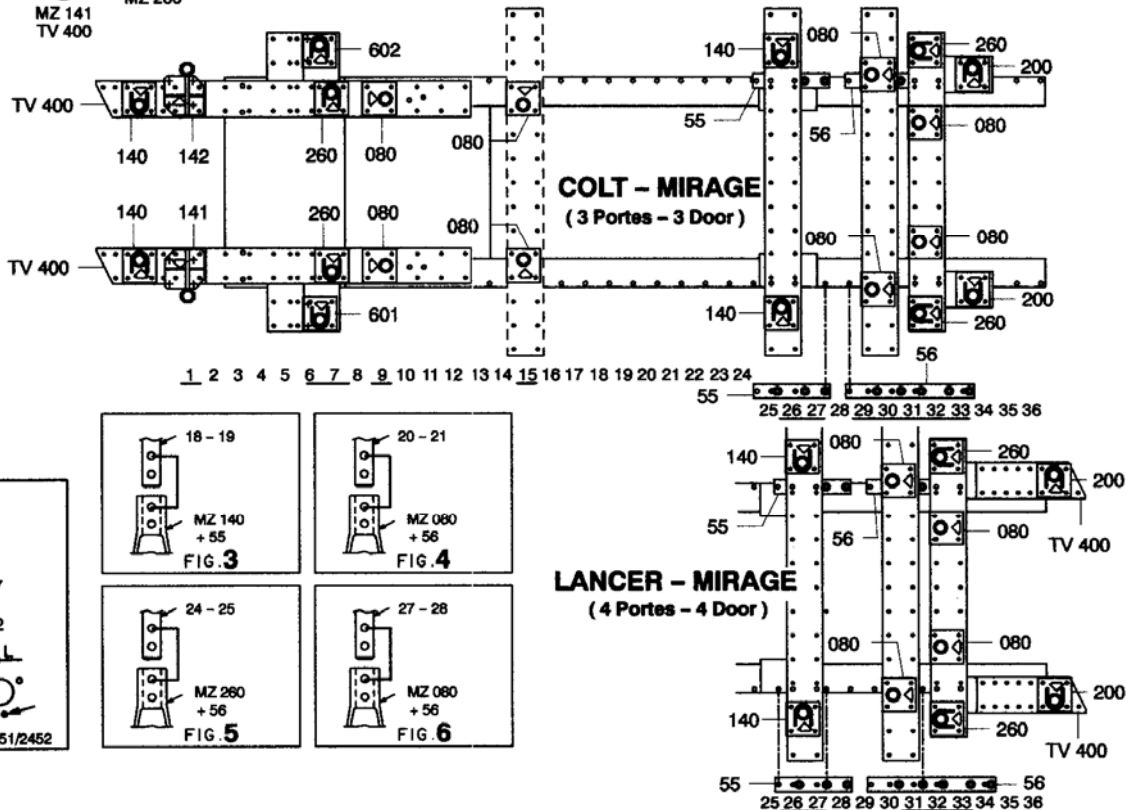 MZ 141
TV 400
602
140
080
260
200
TV 400
55
56
080
080
140
142
260
080
COLT – MIRAGE
( 3 Portes – 3 Door )
140
141
260
080
080
080
080
TV 400
601
140
200
260
1 2 3 4 5 6 7 8 9 10 11 12 13 14 15 16 17 18 19 20 21 22 23 24
56
55
25 26 27 28 29 30 31 32 33 34 35 36
18 – 19
MZ 140
+ 55
FIG.3
20 – 21
MZ 080
+ 56
FIG.4
24 – 25
MZ 260
+ 56
FIG.5
27 – 28
MZ 080
+ 56
FIG.6
51/2452
140
080
260
200
55
56
080
TV 400
LANCER – MIRAGE
( 4 Portes – 4 Door )
080
080
200
140
260
TV 400
55
56
25 26 27 28 29 30 31 32 33 34 35 36